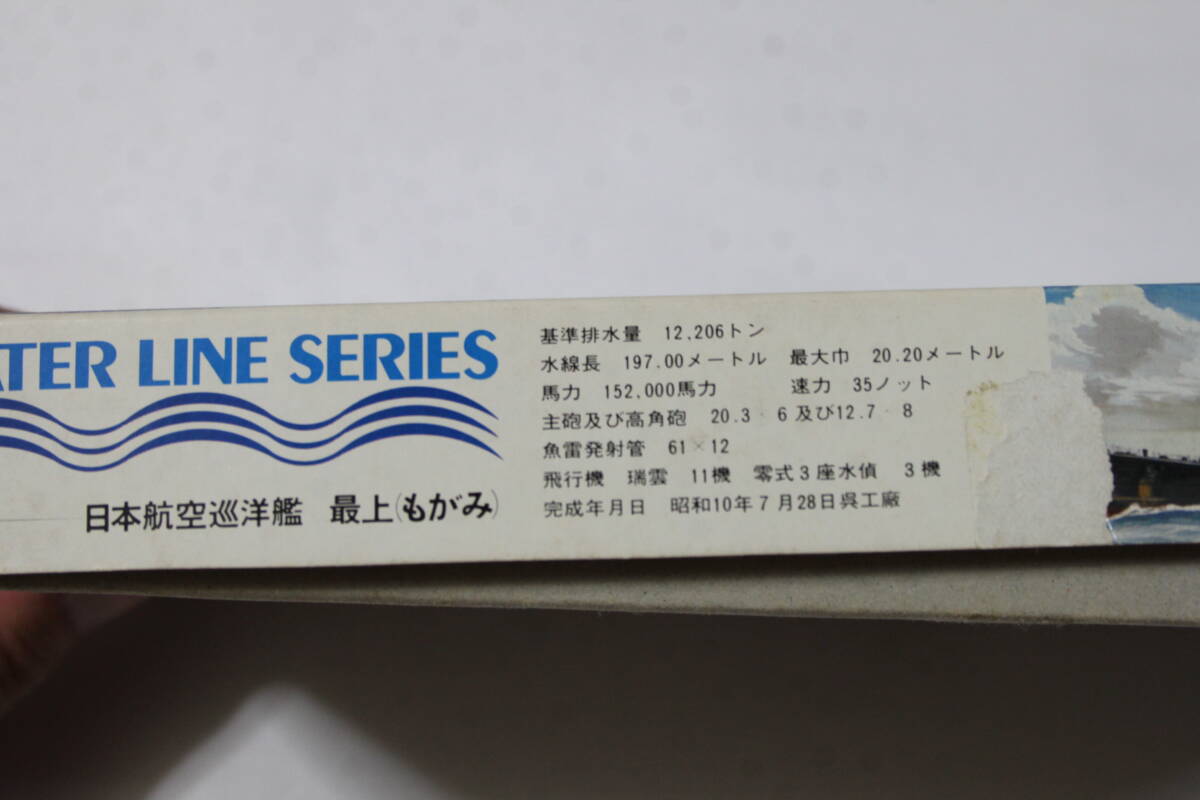 ATER LINE SERIES
日本航空巡洋艦 最上(もがみ)
基準排水量 12,206トン
水線長 197.00メートル 最大巾 20.20メートル
馬力 152,000馬力 速力 35ノット
主砲及び高角砲 20.3×6及び12.7×8
魚雷発射管 61×12
飛行機 瑞雲 11機 零式3座水偵 3機
完成年月日 昭和10年7月28日呉工廠